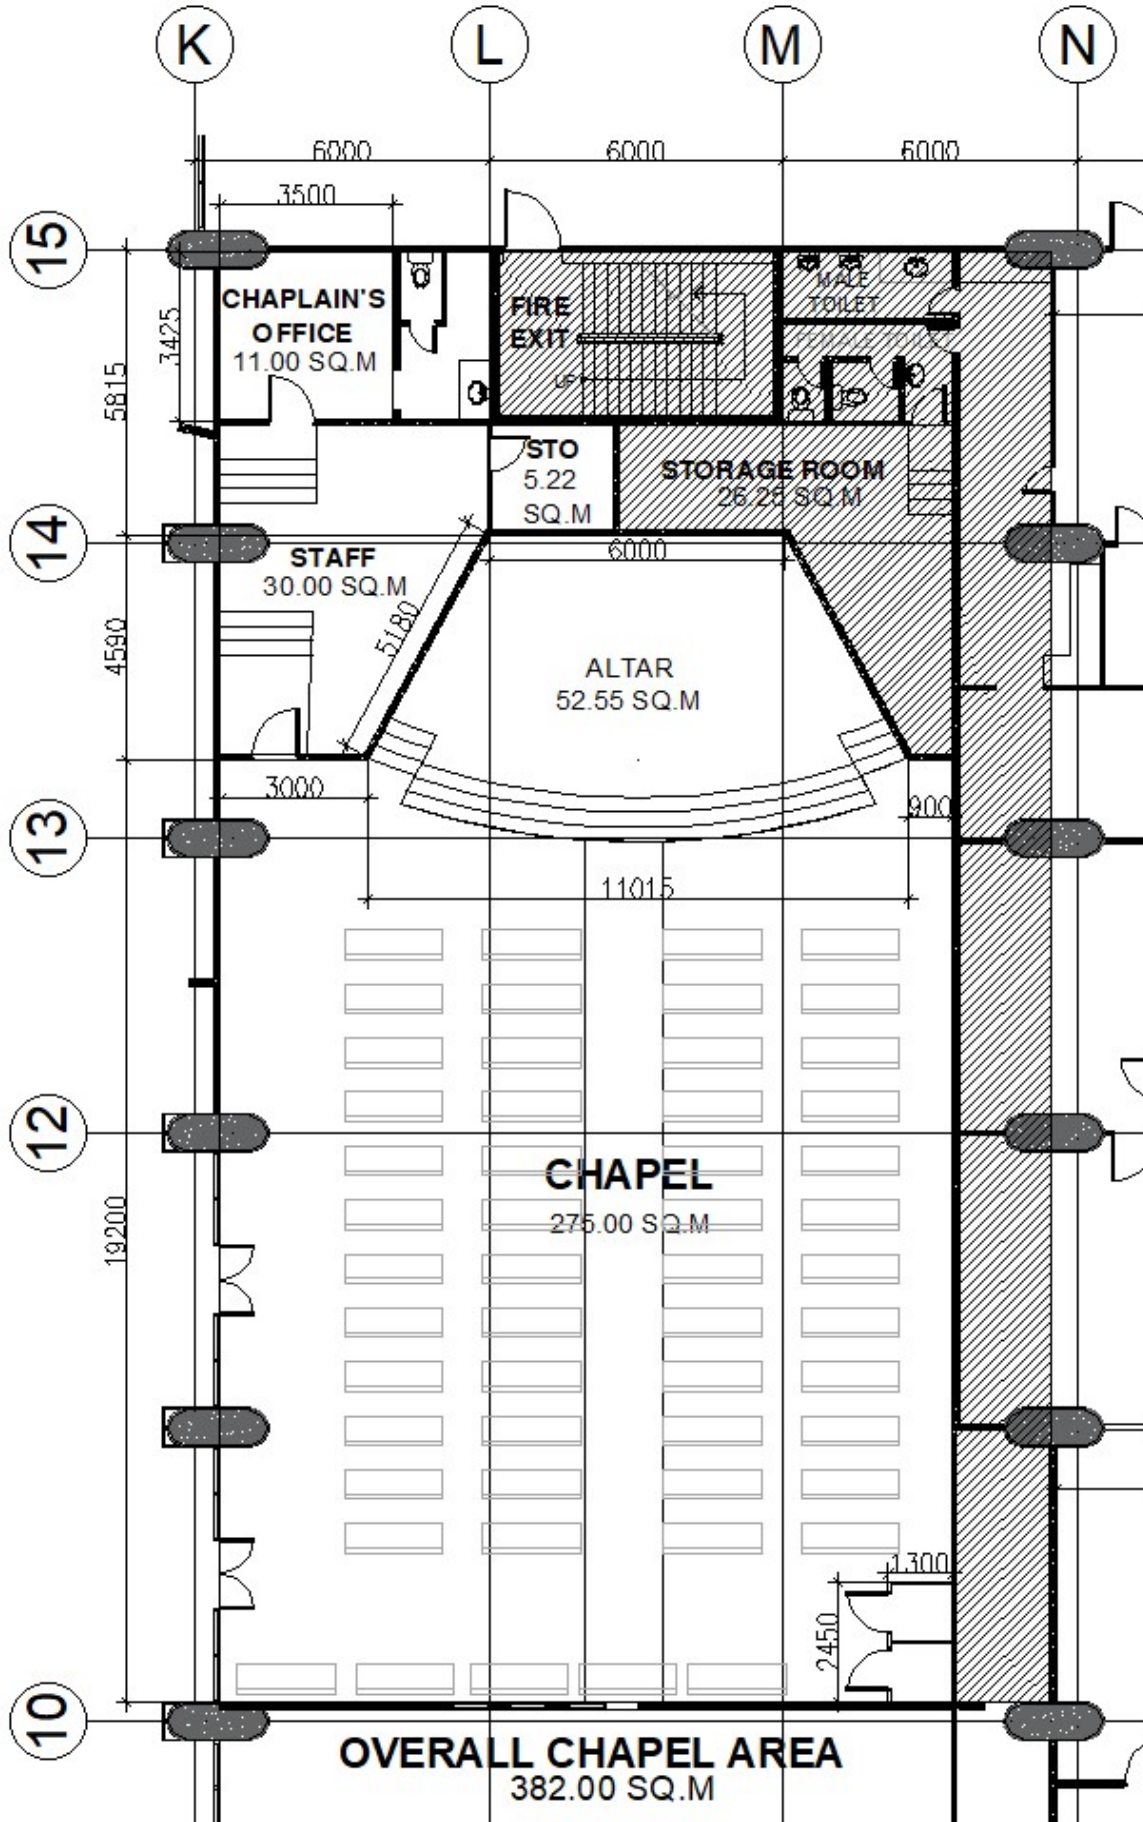 K
L
M
N
6000
6000
6000
3500
15
CHAPLAIN'S
OFFICE
11.00 SQ.M
FIRE
EXIT
UP
MALE
TOILET
FEMALE TOILET
3425
5815
STO
5.22
SQ.M
STORAGE ROOM
26.25 SQ.M
14
STAFF
30.00 SQ.M
6000
5180
4590
ALTAR
52.55 SQ.M
3000
900
13
11015
12
CHAPEL
275.00 SQ.M
19200
1300
2450
10
OVERALL CHAPEL AREA
382.00 SQ.M